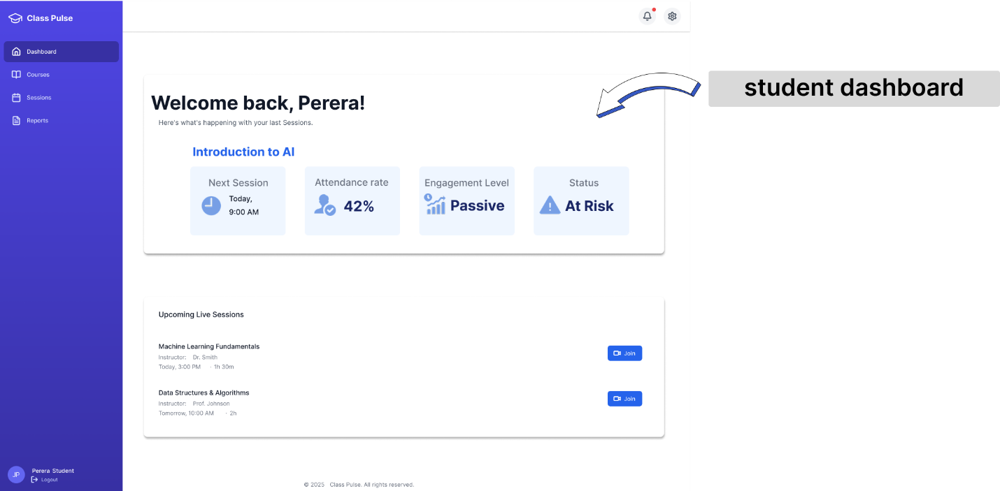 Class Pulse
Dashboard
Courses
Sessions
Reports
student dashboard
Welcome back, Perera!
Here's what's happening with your last Sessions.
Introduction to AI
Next Session
Today,
9:00 AM
Attendance rate
42%
Engagement Level
Passive
Status
At Risk
Upcoming Live Sessions
Machine Learning Fundamentals
Instructor: Dr. Smith
Today, 3:00 PM · 1h 30m
Join
Data Structures & Algorithms
Instructor: Prof. Johnson
Tomorrow, 10:00 AM · 2h
Join
JP
Perera Student
Logout
© 2025 Class Pulse. All rights reserved.